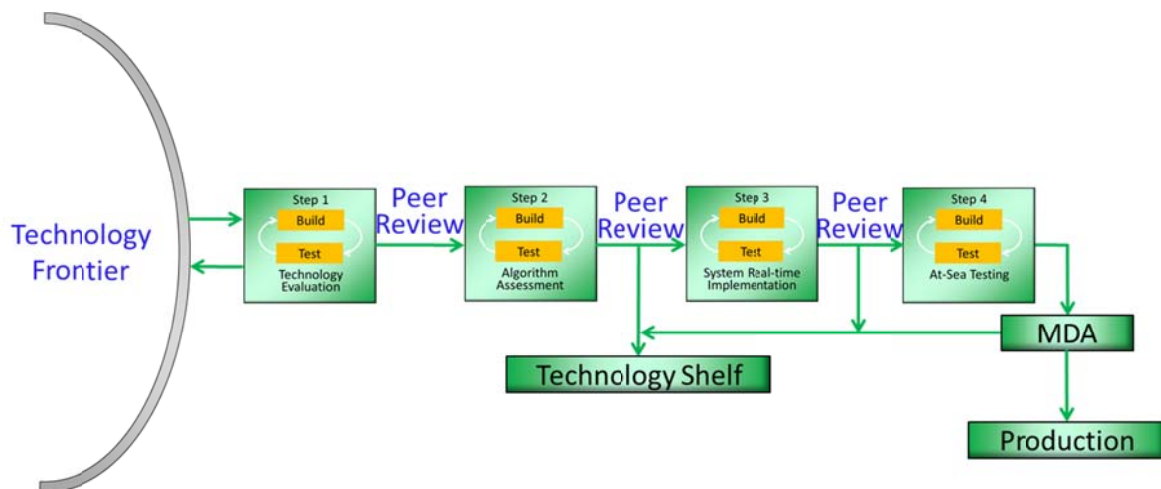 Technology
Frontier
Step 1
Build
Test
Technology
Evaluation
Peer
Review
Step 2
Build
Test
Algorithm
Assessment
Peer
Review
Step 3
Build
Test
System Real-time
Implementation
Peer
Review
Step 4
Build
Test
At-Sea Testing
MDA
Technology Shelf
Production